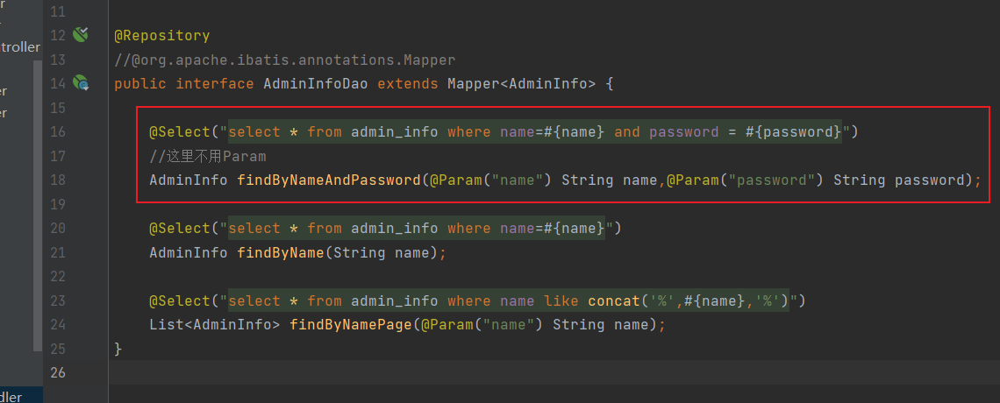 r
r
11
12 @Repository
troller
13 //@org.apache.ibatis.annotations.Mapper
14 public interface AdminInfoDao extends Mapper<AdminInfo> {
er
15
er
16 @Select("select * from admin_info where name=#{name} and password = #{password}")
17 //这里不用Param
18 AdminInfo findByNameAndPassword(@Param("name") String name,@Param("password") String password);
19
20 @Select("select * from admin_info where name=#{name}")
21 AdminInfo findByName(String name);
22
23 @Select("select * from admin_info where name like concat('%',#{name},'%')")
24 List<AdminInfo> findByNamePage(@Param("name") String name);
25 }
26
dler